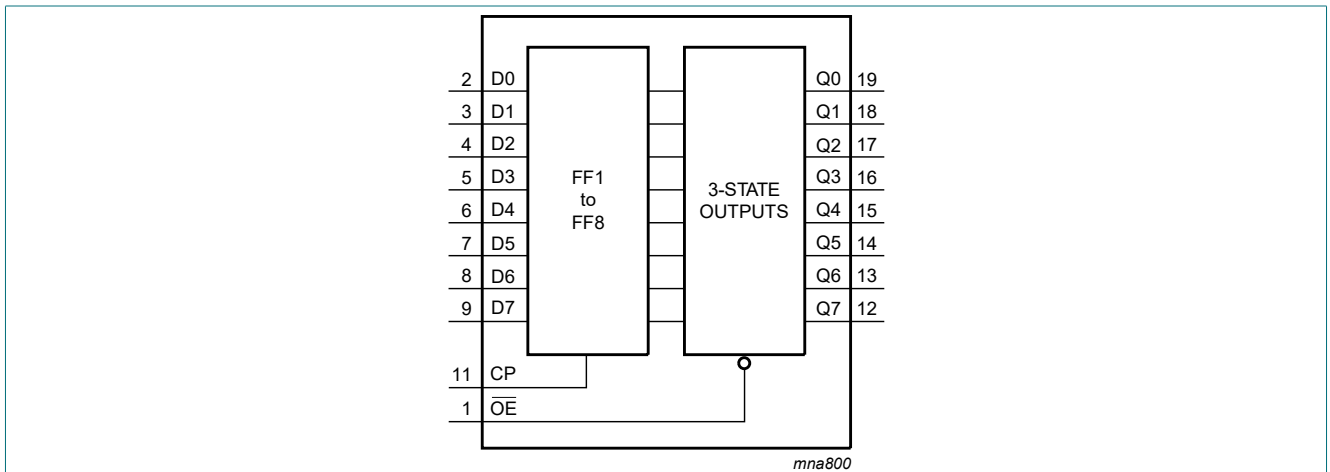 2 D0 Q0 19
3 D1 Q1 18
4 D2 Q2 17
5 D3 Q3 16
6 D4 Q4 15
7 D5 Q5 14
8 D6 Q6 13
9 D7 Q7 12
FF1
to
FF8
3-STATE
OUTPUTS
11 CP
1 O̅E̅
mna800